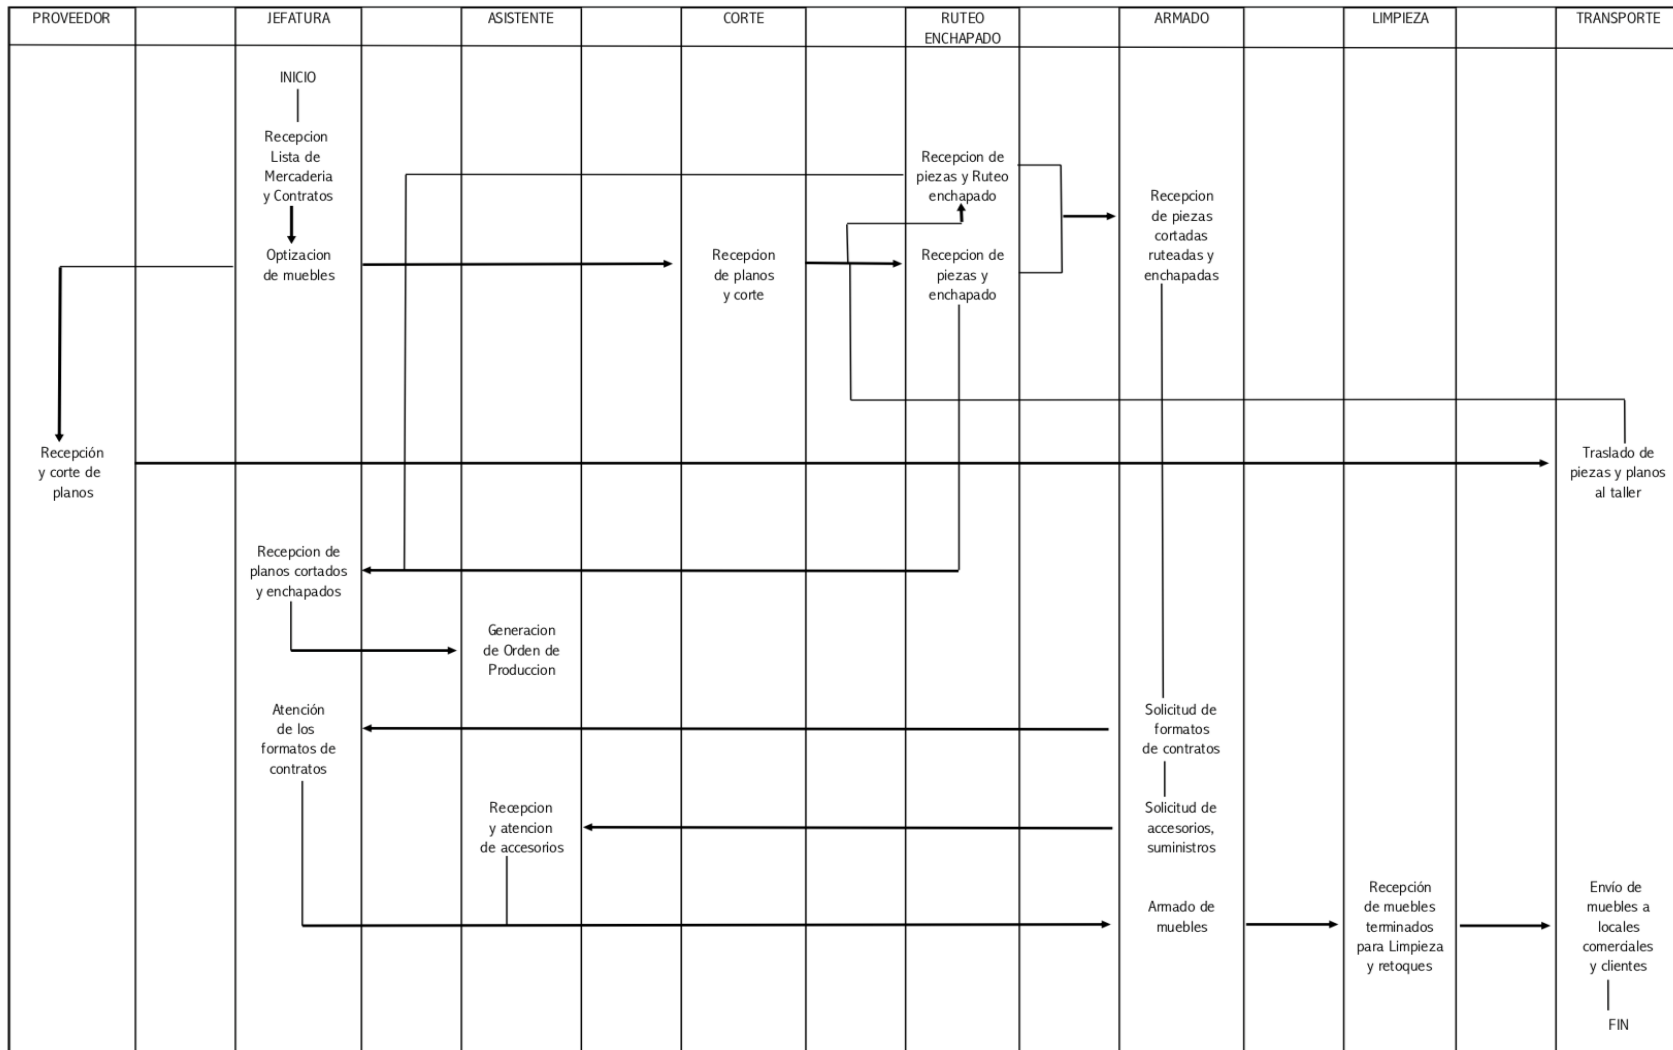 PROVEEDOR
JEFATURA
ASISTENTE
CORTE
RUTEO
ENCHAPADO
ARMADO
LIMPIEZA
TRANSPORTE
INICIO
Recepcion
Lista de
Mercaderia
y Contratos
Recepcion de
piezas y Ruteo
enchapado
Recepcion
de piezas
cortadas
ruteadas y
enchapadas
Optizacion
de muebles
Recepcion
de planos
y corte
Recepcion de
piezas y
enchapado
Recepción
y corte de
planos
Traslado de
piezas y planos
al taller
Recepcion de
planos cortados
y enchapados
Generacion
de Orden de
Produccion
Atención
de los
formatos de
contratos
Solicitud de
formatos
de contratos
Recepcion
y atencion
de accesorios
Solicitud de
accesorios,
suministros
Armado de
muebles
Recepción
de muebles
terminados
para Limpieza
y retoques
Envío de
muebles a
locales
comerciales
y clientes
FIN